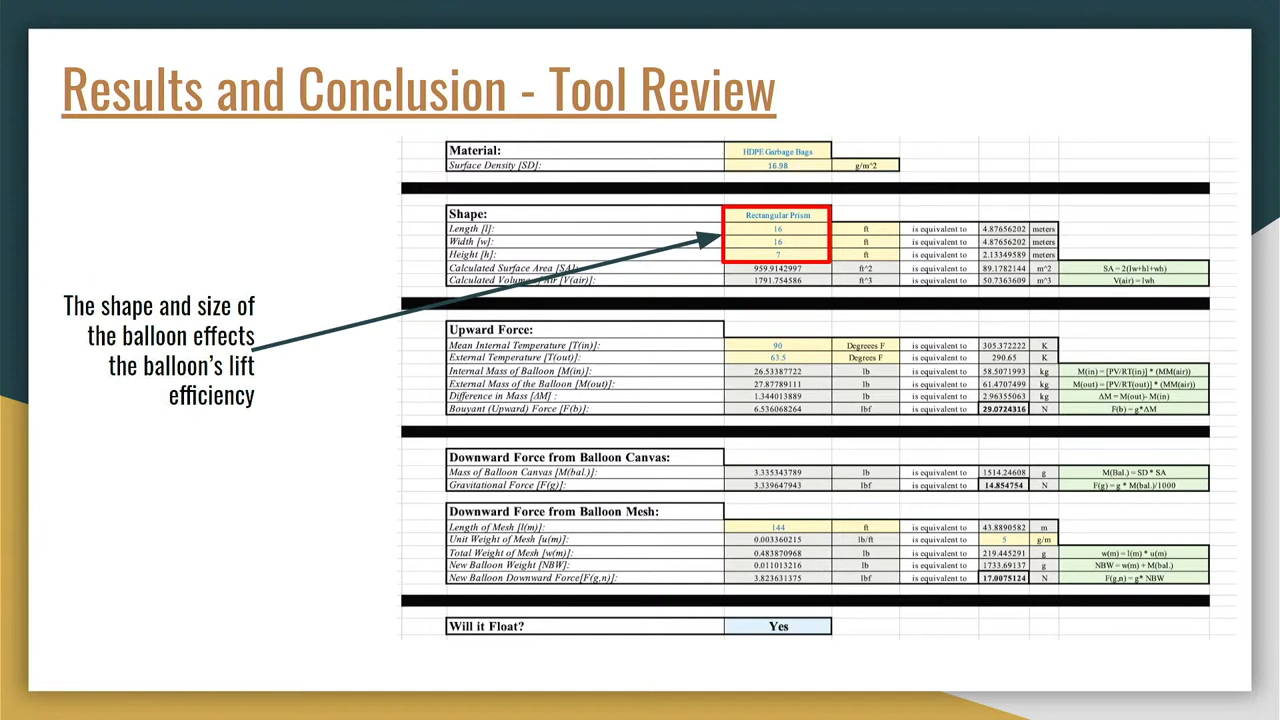 Results and Conclusion - Tool Review
The shape and size of
the balloon effects
the balloon's lift
efficiency
Material: HDPE Garbage Bags
Surface Density [SD]: 16.98 g/m^2
Shape: Rectangular Prism
Length [l]: 16 ft is equivalent to 4.87656202 meters
Width [w]: 16 ft is equivalent to 4.87656202 meters
Height [h]: 7 ft is equivalent to 2.13349589 meters
Calculated Surface Area [SA]: 959.9142997 ft^2 is equivalent to 89.1782144 m^2 SA = 2(lw+hl+wh)
Calculated Volume of Air [V(air]: 1791.754586 ft^3 is equivalent to 50.7363609 m^3 V(air) = lwh
Upward Force:
Mean Internal Temperature [T(in)]: 90 Degreees F is equivalent to 305.372222 K
External Temperature [T(out)]: 63.5 Degrees F is equivalent to 290.65 K
Internal Mass of Balloon [M(in)]: 26.53387722 lb is equivalent to 58.5071993 kg M(in) = [PV/RT(in)] * (MM(air))
External Mass of the Balloon [M(out)]: 27.87789111 lb is equivalent to 61.4707499 kg M(out) = [PV/RT(out)] * (MM(air))
Difference in Mass [ΔM] : 1.344013889 lb is equivalent to 2.96355063 kg ΔM = M(out)- M(in)
Bouyant (Upward) Force [F(b)]: 6.536068264 lbf is equivalent to 29.0724316 N F(b) = g*ΔM
Downward Force from Balloon Canvas:
Mass of Balloon Canvas [M(bal.)]: 3.335343789 lb is equivalent to 1514.24608 g M(Bal.) = SD * SA
Gravitational Force [F(g)]: 3.339647943 lbf is equivalent to 14.854754 N F(g) = g * M(bal.)/1000
Downward Force from Balloon Mesh:
Length of Mesh [l(m)]: 144 ft is equivalent to 43.8890582 m
Unit Weight of Mesh [u(m)]: 0.003360215 lb/ft is equivalent to 5 g/m
Total Weight of Mesh [w(m)]: 0.483870968 lb is equivalent to 219.445291 g w(m) = l(m) * u(m)
New Balloon Weight [NBW]: 0.011013216 lb is equivalent to 1733.69137 g NBW = w(m) + M(bal.)
New Balloon Downward Force[F(g,n)]: 3.823631375 lbf is equivalent to 17.0075124 N F(g,n) = g* NBW
Will it Float? Yes